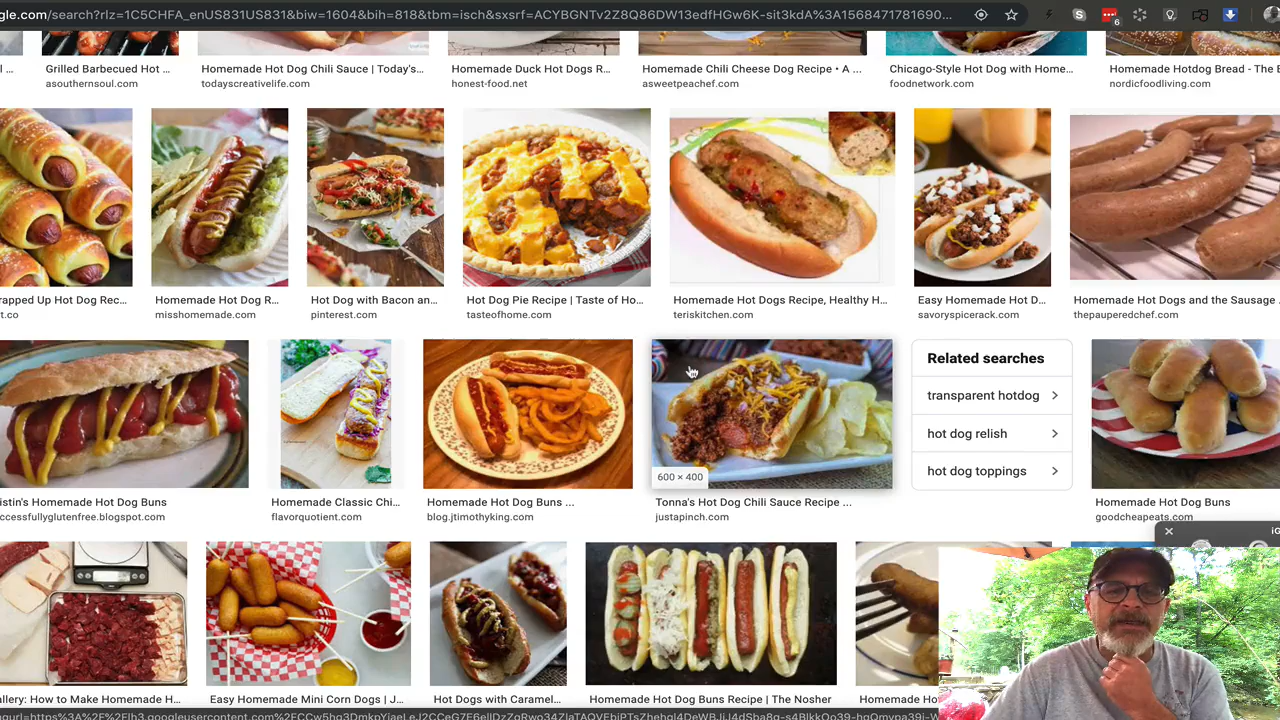 gle.com/search?rlz=1C5CHFA_enUS831US831&biw=1604&bih=818&tbm=isch&sxsrf=ACYBGNTv2Z8Q86DW13edfHGw6K-sit3kdA%3A1568471781690...
6
Grilled Barbecued Hot ...
Homemade Hot Dog Chili Sauce | Today's...
Homemade Duck Hot Dogs R...
Homemade Chili Cheese Dog Recipe • A ...
Chicago-Style Hot Dog with Home...
Homemade Hotdog Bread - The B
asouthernsoul.com
todayscreativelife.com
honest-food.net
asweetpeachef.com
foodnetwork.com
nordicfoodliving.com
rapped Up Hot Dog Rec...
Homemade Hot Dog R...
Hot Dog with Bacon an...
Hot Dog Pie Recipe | Taste of Ho...
Homemade Hot Dogs Recipe, Healthy H...
Easy Homemade Hot D...
Homemade Hot Dogs and the Sausage
t.co
misshomemade.com
pinterest.com
tasteofhome.com
teriskitchen.com
savoryspicerack.com
thepauperedchef.com
Related searches
transparent hotdog
hot dog relish
hot dog toppings
600 × 400
istin's Homemade Hot Dog Buns
Homemade Classic Chi...
Homemade Hot Dog Buns ...
Tonna's Hot Dog Chili Sauce Recipe ...
Homemade Hot Dog Buns
ccessfullyglutenfree.blogspot.com
flavorquotient.com
blog.jtimothyking.com
justapinch.com
goodcheapeats.com
allery: How to Make Homemade H...
Easy Homemade Mini Corn Dogs | J...
Hot Dogs with Caramel...
Homemade Hot Dog Buns Recipe | The Nosher
Homemade Ho